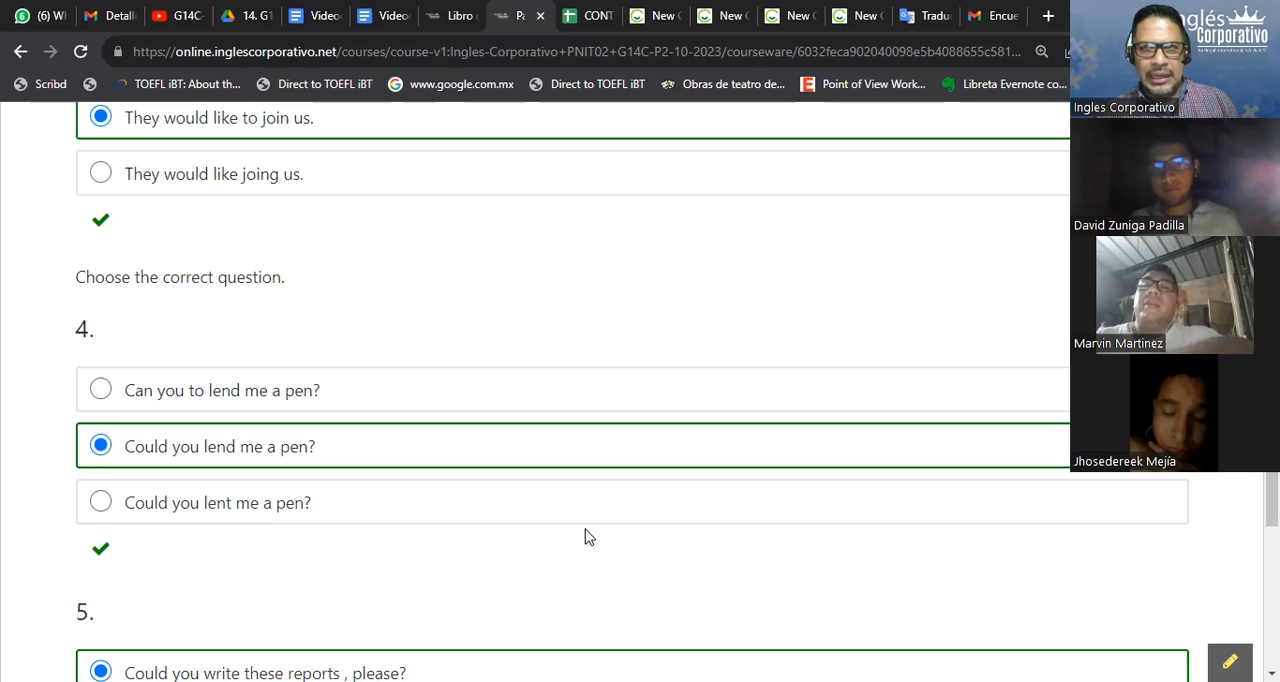 (6) W
Detall
G14C-
14. G1
Video
Video
Libro
Pa
CONT
New C
New C
New C
New C
Tradu
Encue
https://online.inglescorporativo.net/courses/course-v1:Ingles-Corporativo+PNIT02+G14C-P2-10-2023/courseware/6032feca902040098e5b4088655c581...
Scribd
TOEFL iBT: About th...
Direct to TOEFL iBT
www.google.com.mx
Direct to TOEFL iBT
Obras de teatro de...
Point of View Work...
Libreta Evernote co...
Inglés
Corporativo
Ingles Corporativo
David Zuniga Padilla
Marvin Martinez
Jhosedereek Mejía
They would like to join us.
They would like joing us.
Choose the correct question.
4.
Can you to lend me a pen?
Could you lend me a pen?
Could you lent me a pen?
5.
Could you write these reports , please?